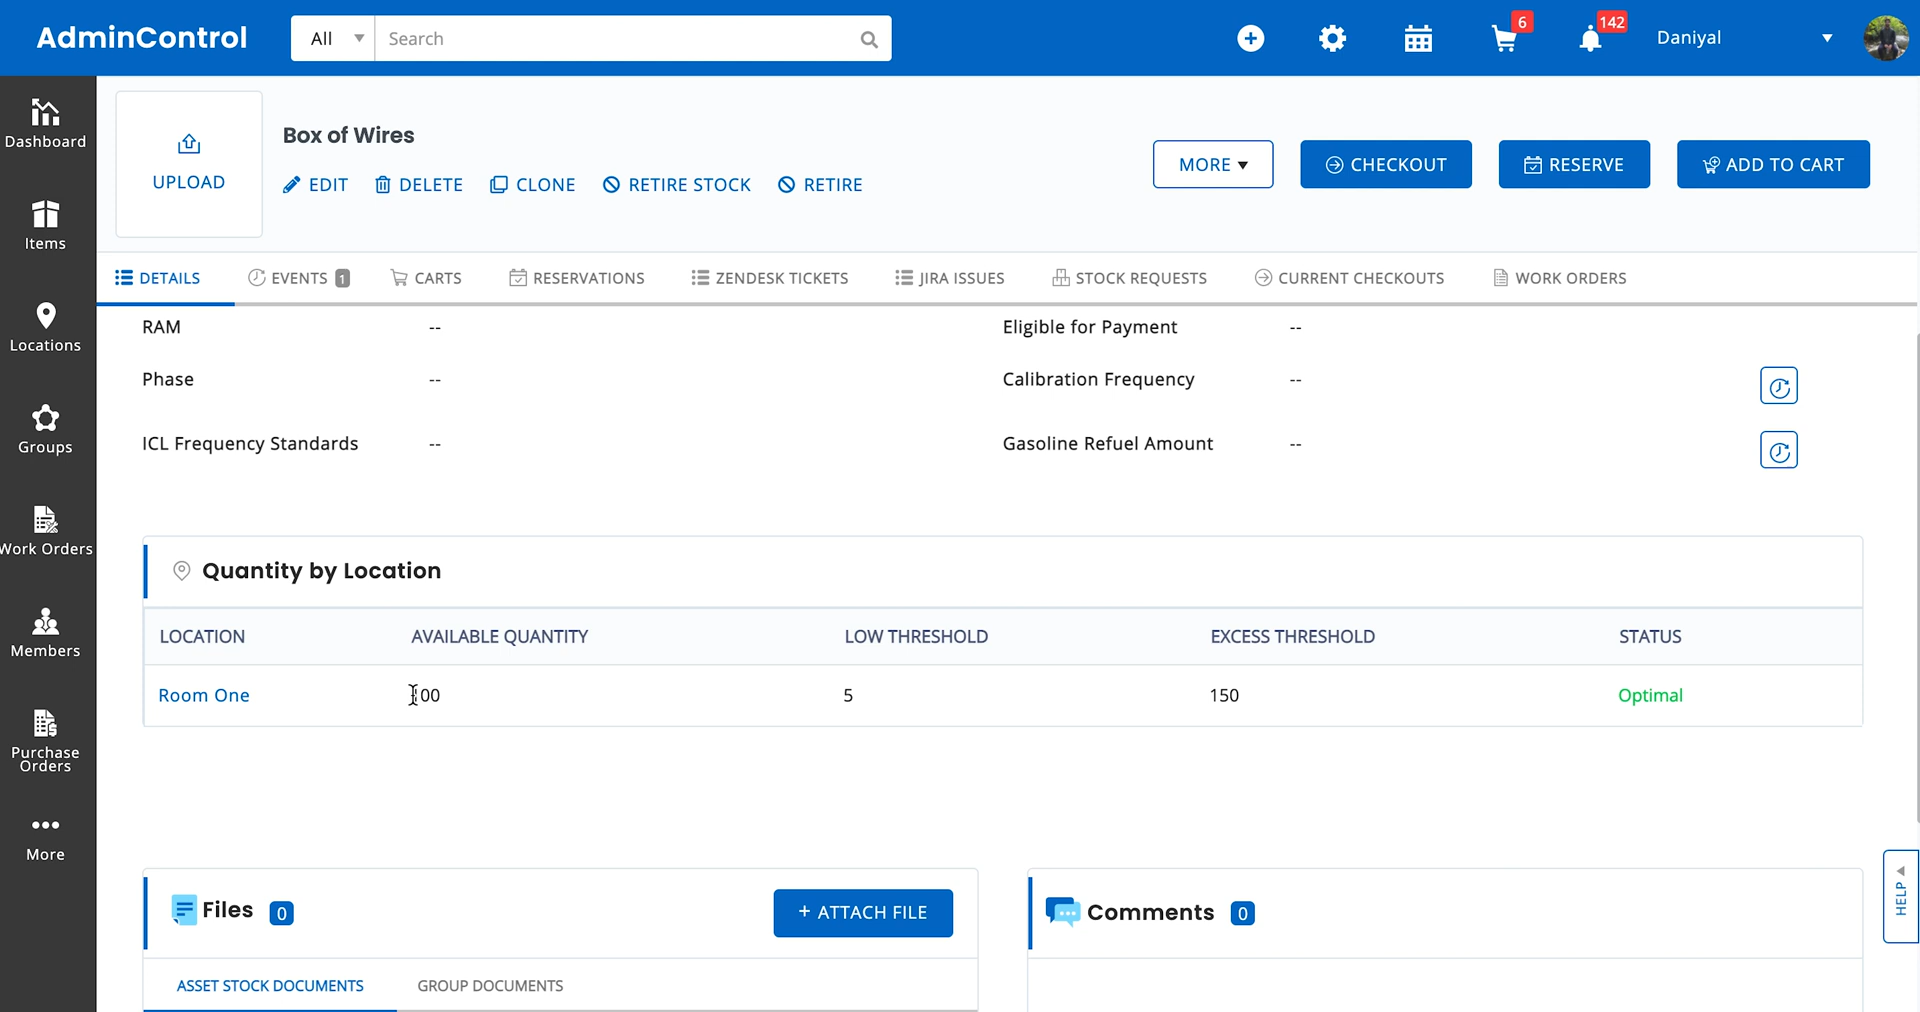 AdminControl
All
Search
6
142
Daniyal
Dashboard
Items
Locations
Groups
Work Orders
Members
Purchase
Orders
More
UPLOAD
Box of Wires
EDIT
DELETE
CLONE
RETIRE STOCK
RETIRE
MORE
CHECKOUT
RESERVE
ADD TO CART
DETAILS
EVENTS 1
CARTS
RESERVATIONS
ZENDESK TICKETS
JIRA ISSUES
STOCK REQUESTS
CURRENT CHECKOUTS
WORK ORDERS
RAM --
Eligible for Payment --
Phase --
Calibration Frequency --
ICL Frequency Standards --
Gasoline Refuel Amount --
Quantity by Location
LOCATION AVAILABLE QUANTITY LOW THRESHOLD EXCESS THRESHOLD STATUS
Room One 5 150 Optimal
Files 0
+ ATTACH FILE
ASSET STOCK DOCUMENTS
GROUP DOCUMENTS
Comments 0
HELP